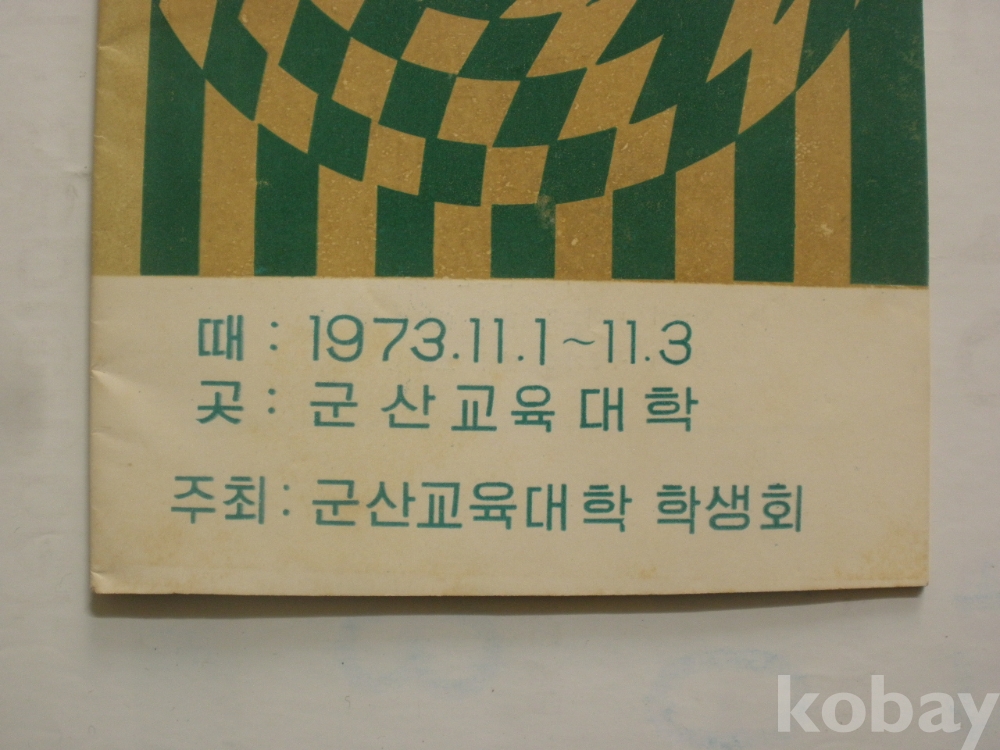 때 : 1973.11.1~11.3
곳 : 군산교육대학
주최 : 군산교육대학 학생회
kobay